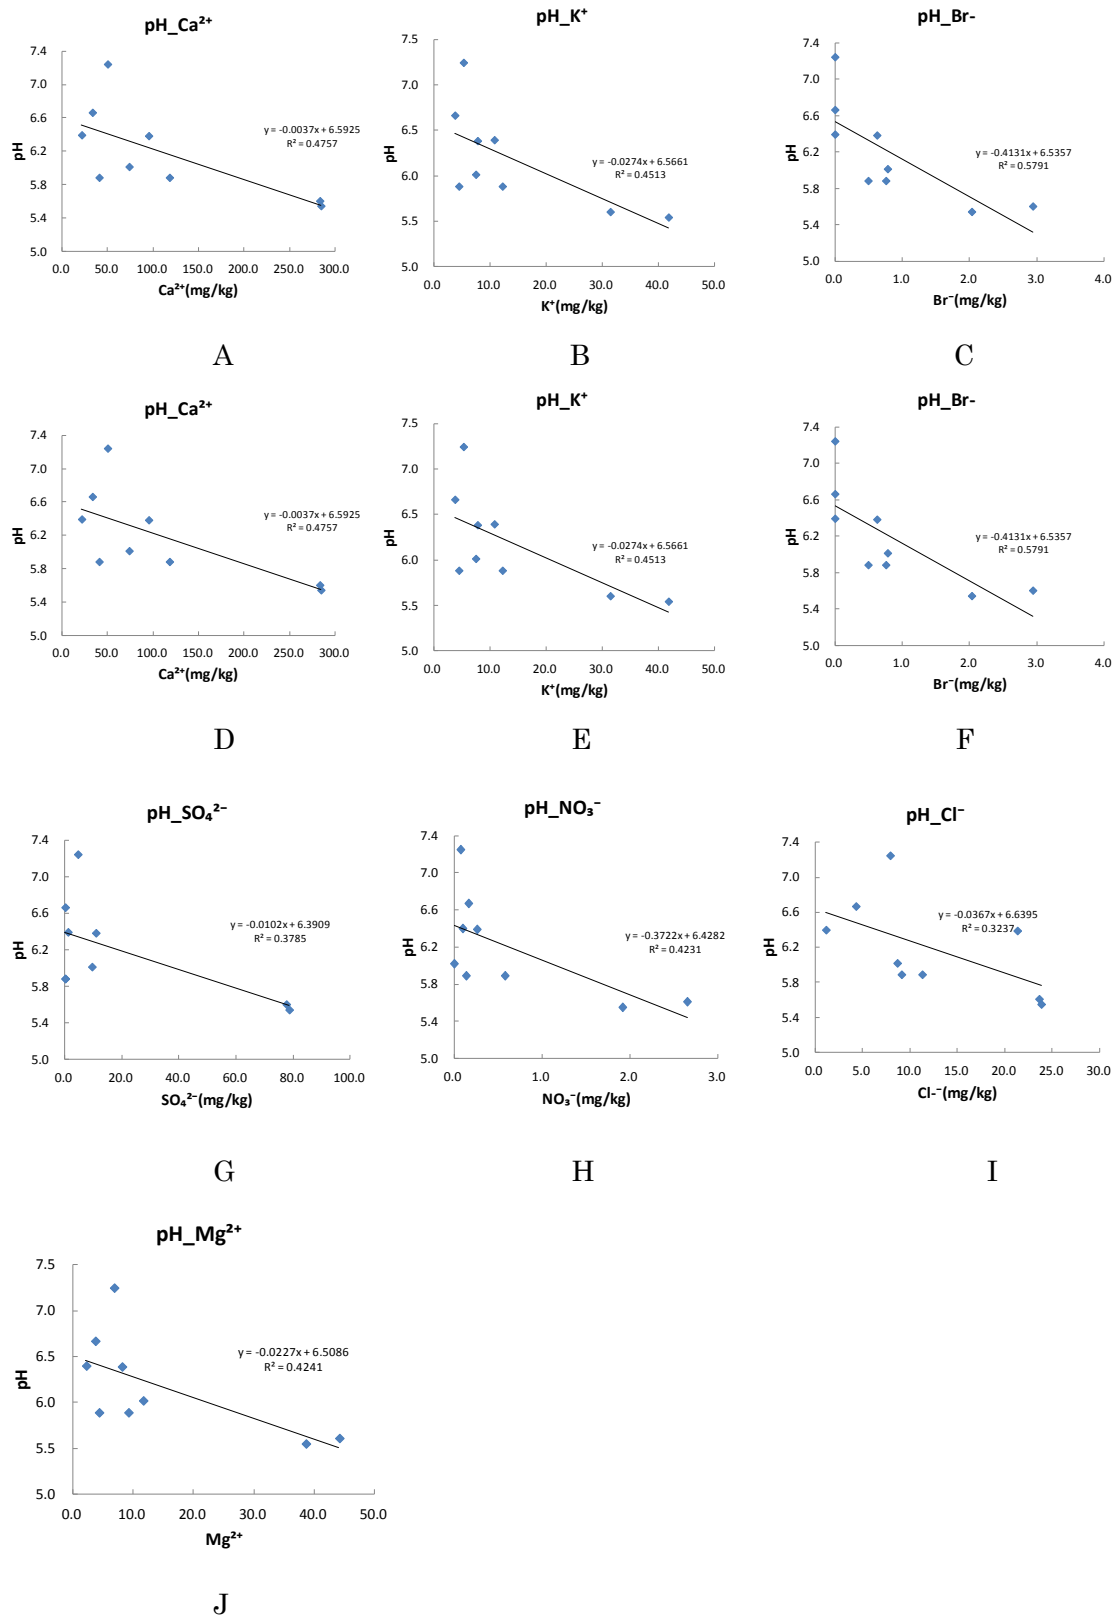 pH_Ca²⁺
7.4
7.0
6.6
6.2
5.8
5.4
5.0
pH
y = -0.0037x + 6.5925
R² = 0.4757
0.0 50.0 100.0 150.0 200.0 250.0 300.0
Ca²⁺(mg/kg)
A
pH_K⁺
7.5
7.0
6.5
6.0
5.5
5.0
pH
y = -0.0274x + 6.5661
R² = 0.4513
0.0 10.0 20.0 30.0 40.0 50.0
K⁺(mg/kg)
B
pH_Br-
7.4
7.0
6.6
6.2
5.8
5.4
5.0
pH
y = -0.4131x + 6.5357
R² = 0.5791
0.0 1.0 2.0 3.0 4.0
Br⁻(mg/kg)
C
pH_Ca²⁺
7.4
7.0
6.6
6.2
5.8
5.4
5.0
pH
y = -0.0037x + 6.5925
R² = 0.4757
0.0 50.0 100.0 150.0 200.0 250.0 300.0
Ca²⁺(mg/kg)
D
pH_K⁺
7.5
7.0
6.5
6.0
5.5
5.0
pH
y = -0.0274x + 6.5661
R² = 0.4513
0.0 10.0 20.0 30.0 40.0 50.0
K⁺(mg/kg)
E
pH_Br-
7.4
7.0
6.6
6.2
5.8
5.4
5.0
pH
y = -0.4131x + 6.5357
R² = 0.5791
0.0 1.0 2.0 3.0 4.0
Br⁻(mg/kg)
F
pH_SO₄²⁻
7.4
7.0
6.6
6.2
5.8
5.4
5.0
pH
y = -0.0102x + 6.3909
R² = 0.3785
0.0 20.0 40.0 60.0 80.0 100.0
SO₄²⁻(mg/kg)
G
pH_NO₃⁻
7.4
7.0
6.6
6.2
5.8
5.4
5.0
pH
y = -0.3722x + 6.4282
R² = 0.4231
0.0 1.0 2.0 3.0
NO₃⁻(mg/kg)
H
pH_Cl⁻
7.4
7.0
6.6
6.2
5.8
5.4
5.0
pH
y = -0.0367x + 6.6395
R² = 0.3237
0.0 5.0 10.0 15.0 20.0 25.0 30.0
Cl-⁻(mg/kg)
I
pH_Mg²⁺
7.5
7.0
6.5
6.0
5.5
5.0
pH
y = -0.0227x + 6.5086
R² = 0.4241
0.0 10.0 20.0 30.0 40.0 50.0
Mg²⁺
J